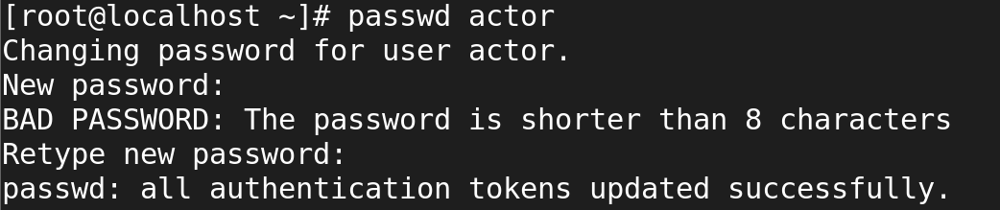 [root@localhost ~]# passwd actor
Changing password for user actor.
New password:
BAD PASSWORD: The password is shorter than 8 characters
Retype new password:
passwd: all authentication tokens updated successfully.